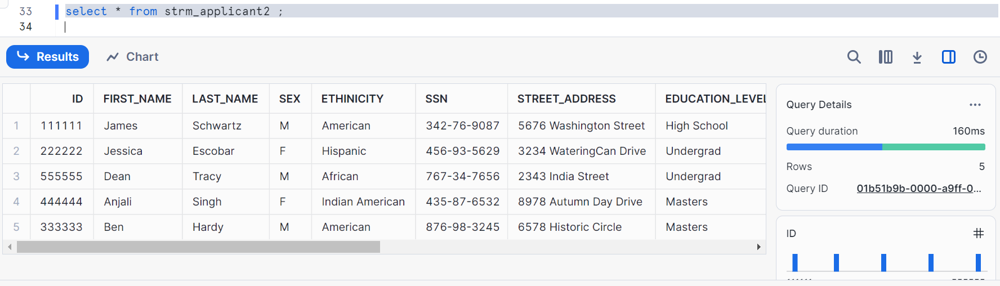 33 select * from strm_applicant2 ;
34
Results Chart
ID FIRST_NAME LAST_NAME SEX ETHINICITY SSN STREET_ADDRESS EDUCATION_LEVEL
1 111111 James Schwartz M American 342-76-9087 5676 Washington Street High School
2 222222 Jessica Escobar F Hispanic 456-93-5629 3234 WateringCan Drive Undergrad
3 555555 Dean Tracy M African 767-34-7656 2343 India Street Undergrad
4 444444 Anjali Singh F Indian American 435-87-6532 8978 Autumn Day Drive Masters
5 333333 Ben Hardy M American 876-98-3245 6578 Historic Circle Masters
Query Details ...
Query duration 160ms
Rows 5
Query ID 01b51b9b-0000-a9ff-0...
ID #